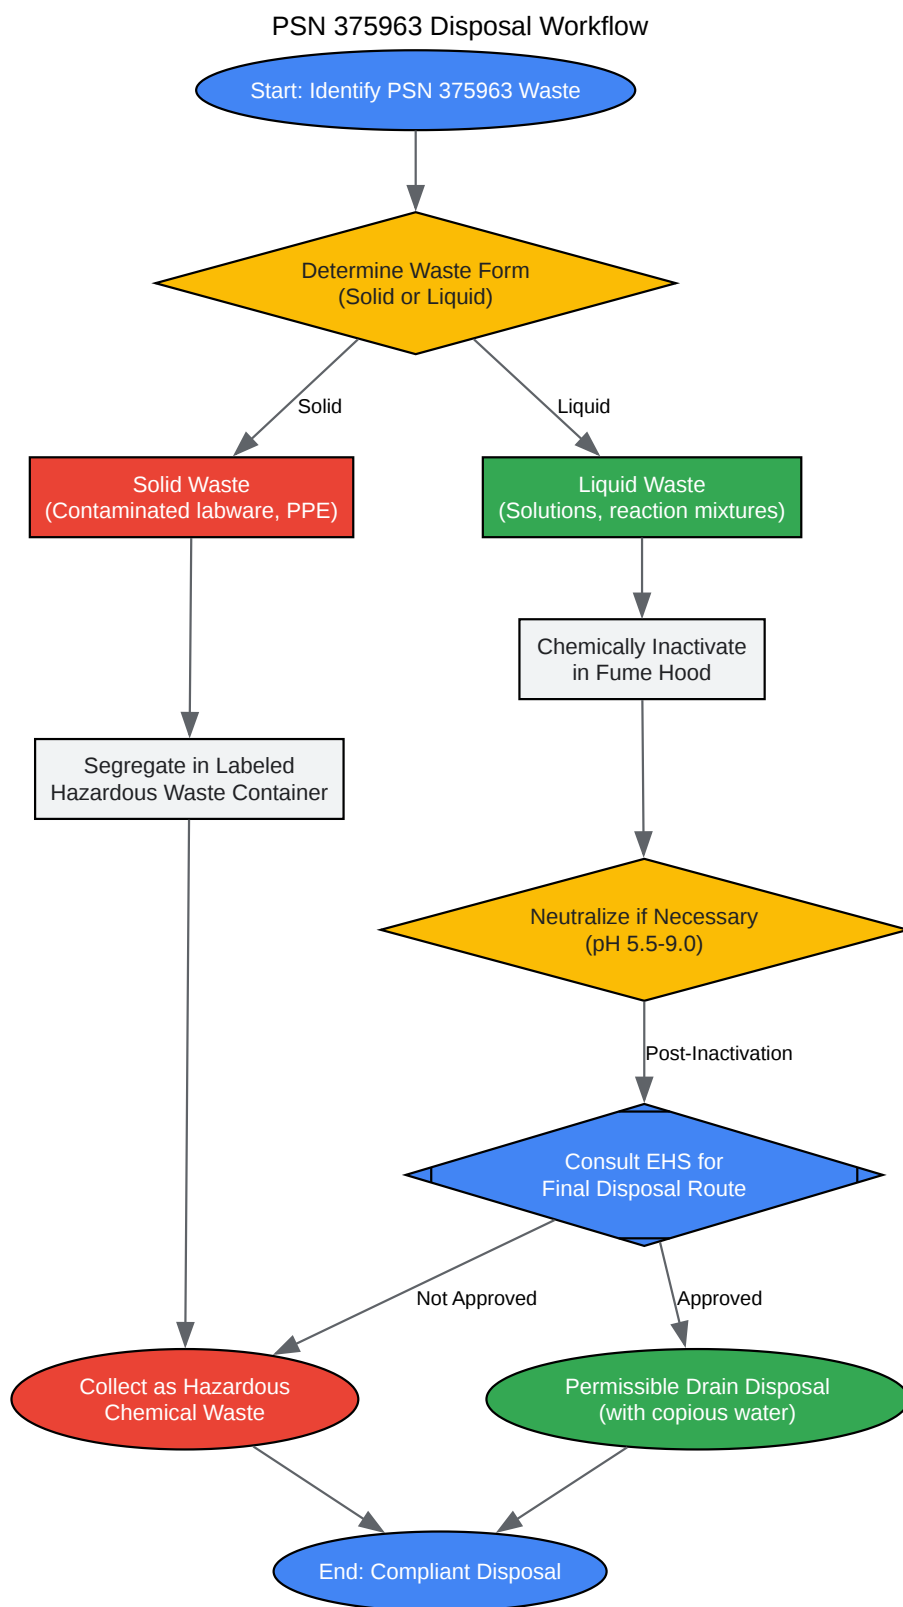 PSN 375963 Disposal Workflow
Start: Identify PSN 375963 Waste
Determine Waste Form
(Solid or Liquid)
Solid
Liquid
Solid Waste
(Contaminated labware, PPE)
Liquid Waste
(Solutions, reaction mixtures)
Chemically Inactivate
in Fume Hood
Segregate in Labeled
Hazardous Waste Container
Neutralize if Necessary
(pH 5.5-9.0)
Post-Inactivation
Consult EHS for
Final Disposal Route
Not Approved
Approved
Collect as Hazardous
Chemical Waste
Permissible Drain Disposal
(with copious water)
End: Compliant Disposal